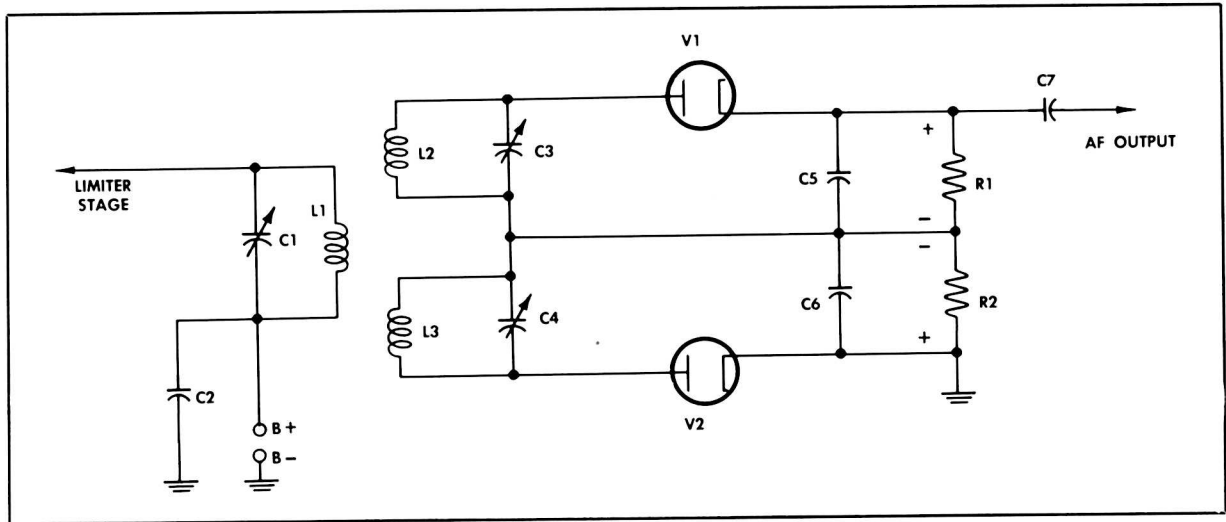 V1
C7
AF OUTPUT
L2
C3
+
R1
C5
LIMITER
STAGE
L1
C1
−
−
C6
R2
L3
C4
+
C2
V2
B+
B−